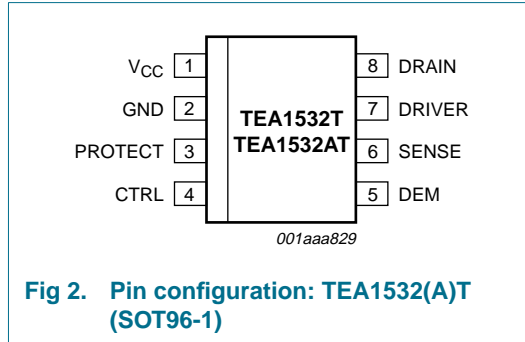 VCC 1 8 DRAIN
GND 2 TEA1532T 7 DRIVER
PROTECT 3 TEA1532AT 6 SENSE
CTRL 4 5 DEM
001aaa829
Fig 2. Pin configuration: TEA1532(A)T
(SOT96-1)